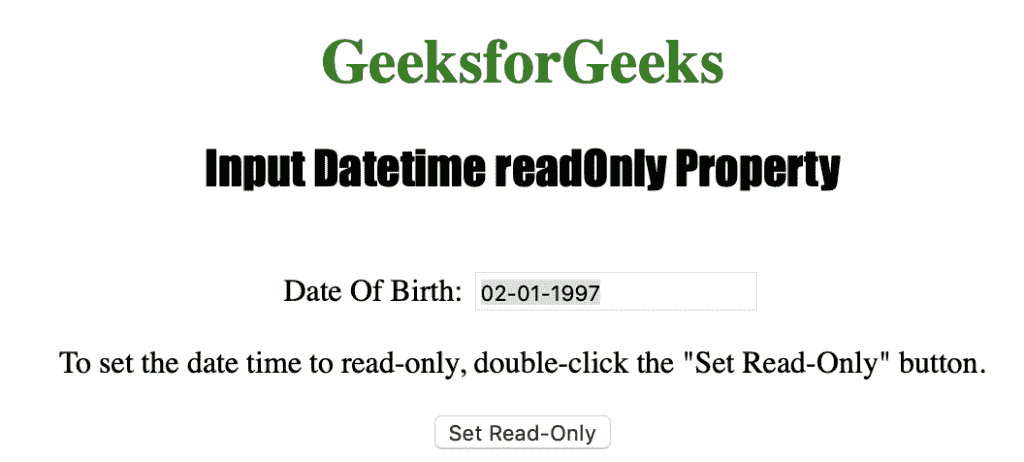 GeeksforGeeks
Input Datetime readOnly Property
Date Of Birth: 02-01-1997
To set the date time to read-only, double-click the "Set Read-Only" button.
Set Read-Only